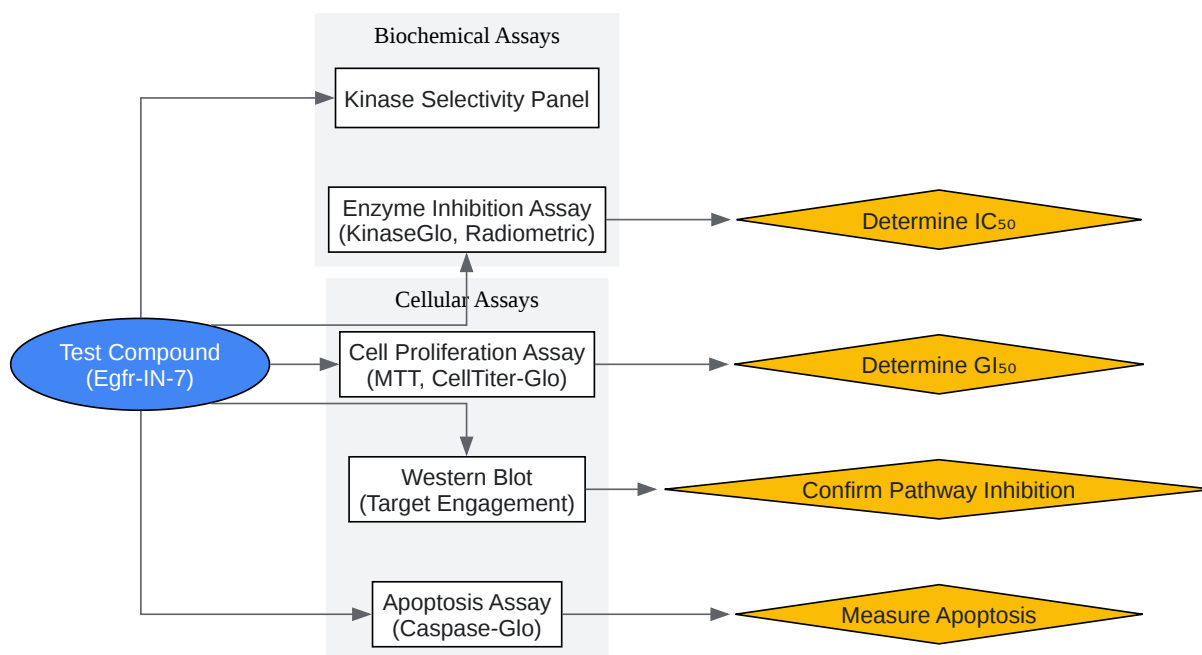 Biochemical Assays
Kinase Selectivity Panel
Enzyme Inhibition Assay
(KinaseGlo, Radiometric)
Determine IC₅₀
Cellular Assays
Test Compound
(Egfr-IN-7)
Cell Proliferation Assay
(MTT, CellTiter-Glo)
Determine GI₅₀
Western Blot
(Target Engagement)
Confirm Pathway Inhibition
Apoptosis Assay
(Caspase-Glo)
Measure Apoptosis